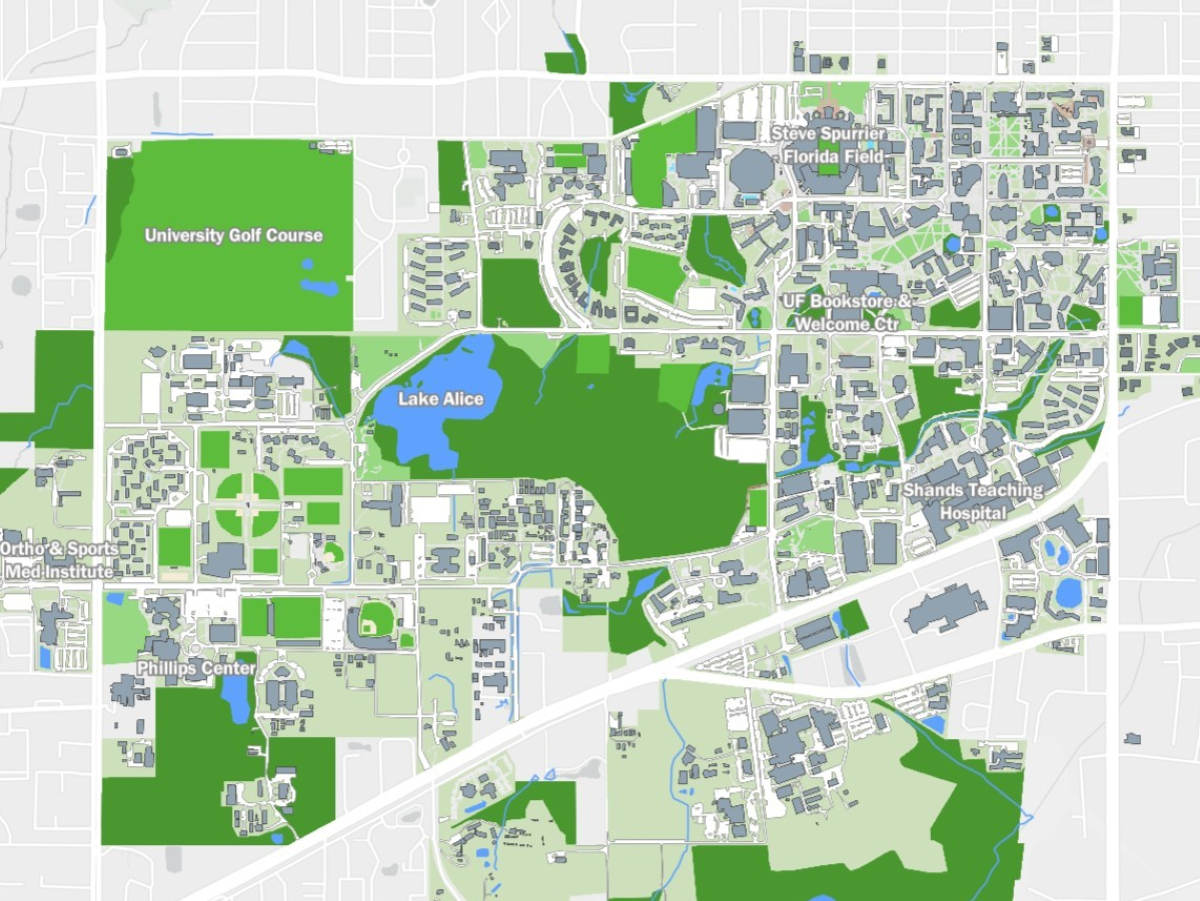 Steve Spurrier
Florida Field
University Golf Course
UF Bookstore &
Welcome Ctr
Lake Alice
Shands Teaching
Hospital
Ortho & Sports
Med Institute
Phillips Center